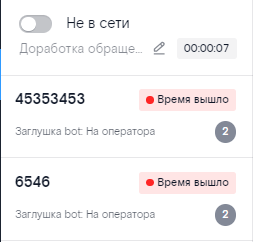 Не в сети
Доработка обраще...
00:00:07
45353453
Время вышло
Заглушка bot: На оператора
2
6546
Время вышло
Заглушка bot: На оператора
2